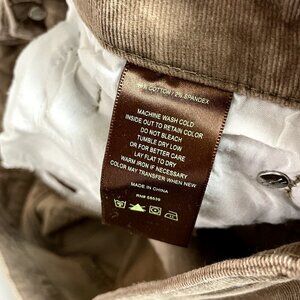 COTTON / 2% SPANDEX
MACHINE WASH COLD
INSIDE OUT TO RETAIN COLOR
DO NOT BLEACH
TUMBLE DRY LOW
OR FOR BETTER CARE
LAY FLAT TO DRY
WARM IRON IF NEEDED
COLOR MAY TRANSFER WHEN NEW
MADE IN CHINA
RN#